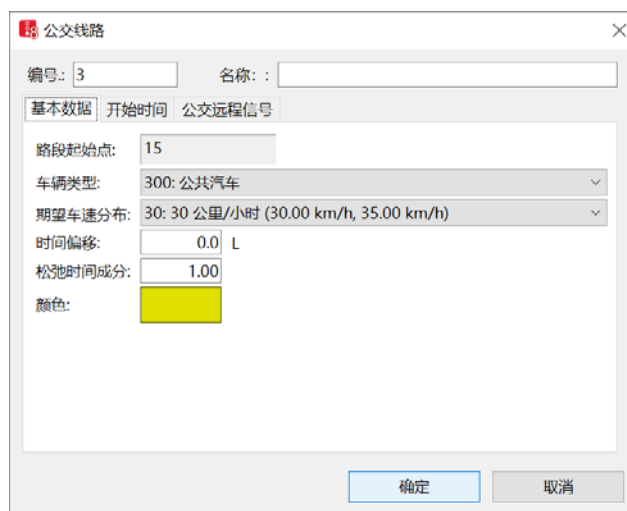 公交线路
编号.: 3 名称: :
基本数据 开始时间 公交远程信号
路段起始点: 15
车辆类型: 300: 公共汽车
期望车速分布: 30: 30 公里/小时 (30.00 km/h, 35.00 km/h)
时间偏移: 0.0 L
松弛时间成分: 1.00
颜色:
确定 取消